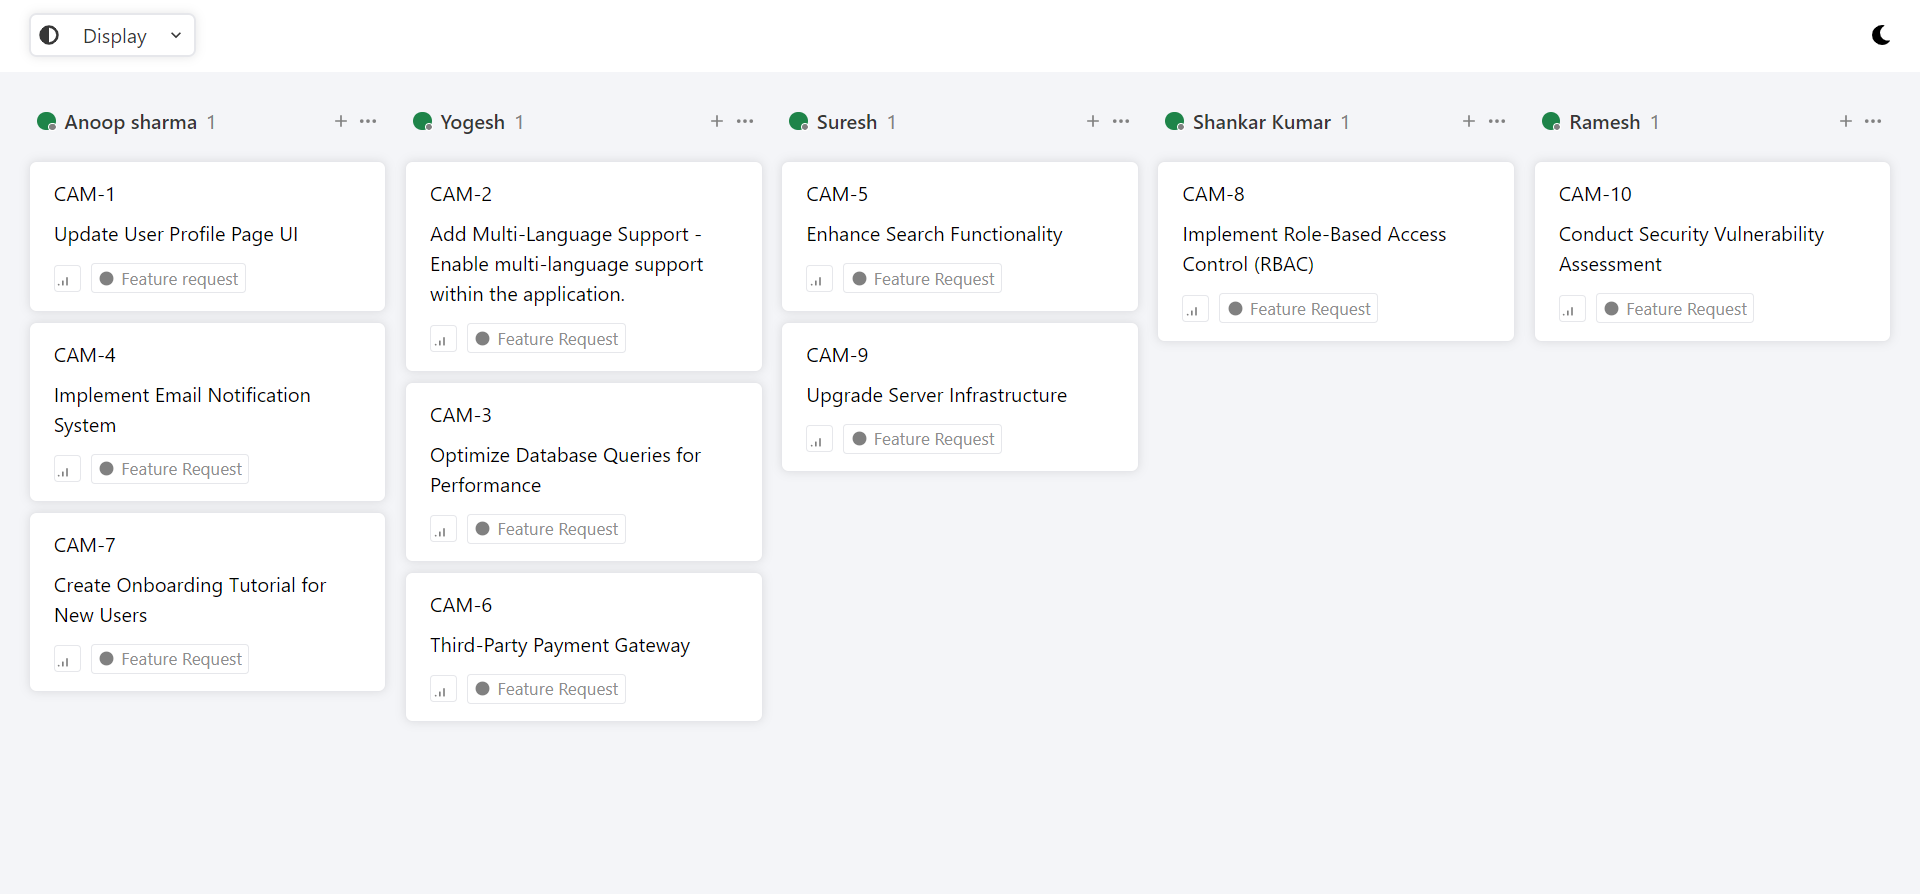 Display
Anoop sharma 1
CAM-1
Update User Profile Page UI
Feature request
CAM-4
Implement Email Notification
System
Feature Request
CAM-7
Create Onboarding Tutorial for
New Users
Feature Request
Yogesh 1
CAM-2
Add Multi-Language Support -
Enable multi-language support
within the application.
Feature Request
CAM-3
Optimize Database Queries for
Performance
Feature Request
CAM-6
Third-Party Payment Gateway
Feature Request
Suresh 1
CAM-5
Enhance Search Functionality
Feature Request
CAM-9
Upgrade Server Infrastructure
Feature Request
Shankar Kumar 1
CAM-8
Implement Role-Based Access
Control (RBAC)
Feature Request
Ramesh 1
CAM-10
Conduct Security Vulnerability
Assessment
Feature Request